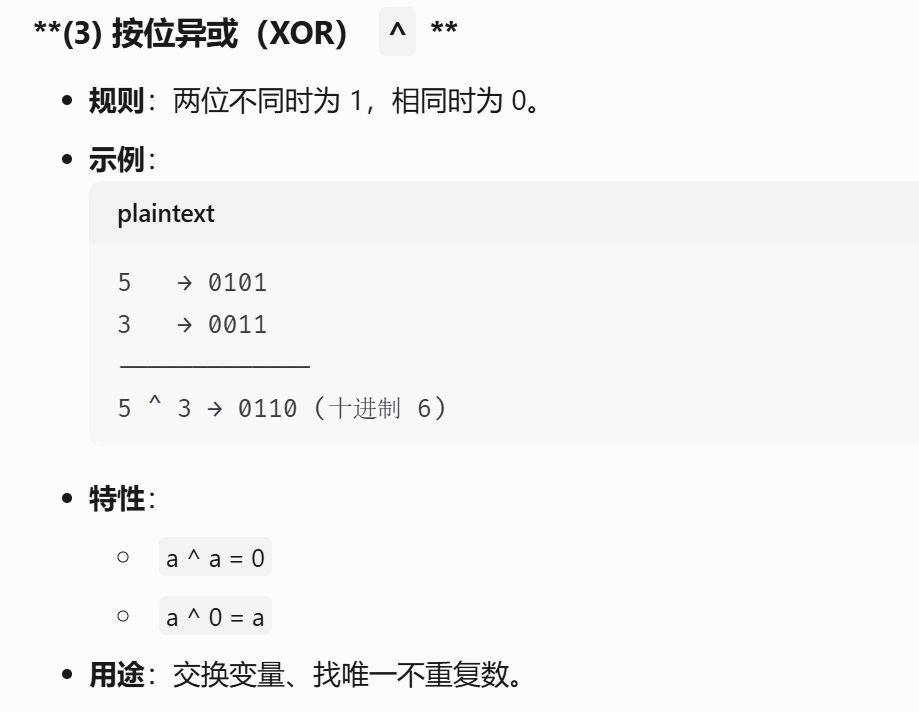 **(3) 按位异或（XOR） ^ **
• 规则：两位不同时为 1，相同时为 0。
• 示例：
plaintext
5   → 0101
3   → 0011
─────────────
5 ^ 3 → 0110 (十进制 6)
• 特性：
○ a ^ a = 0
○ a ^ 0 = a
• 用途：交换变量、找唯一不重复数。